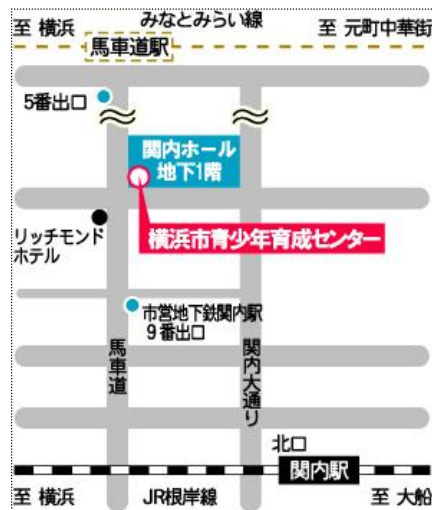 至 横浜
みなとみらい線
至 元町中華街
馬車道駅
5番出口
関内ホール
地下1階
横浜市青少年育成センター
リッチモンド
ホテル
市営地下鉄関内駅
9番出口
馬車道
関内大通り
北口
関内駅
至 横浜
JR根岸線
至 大船